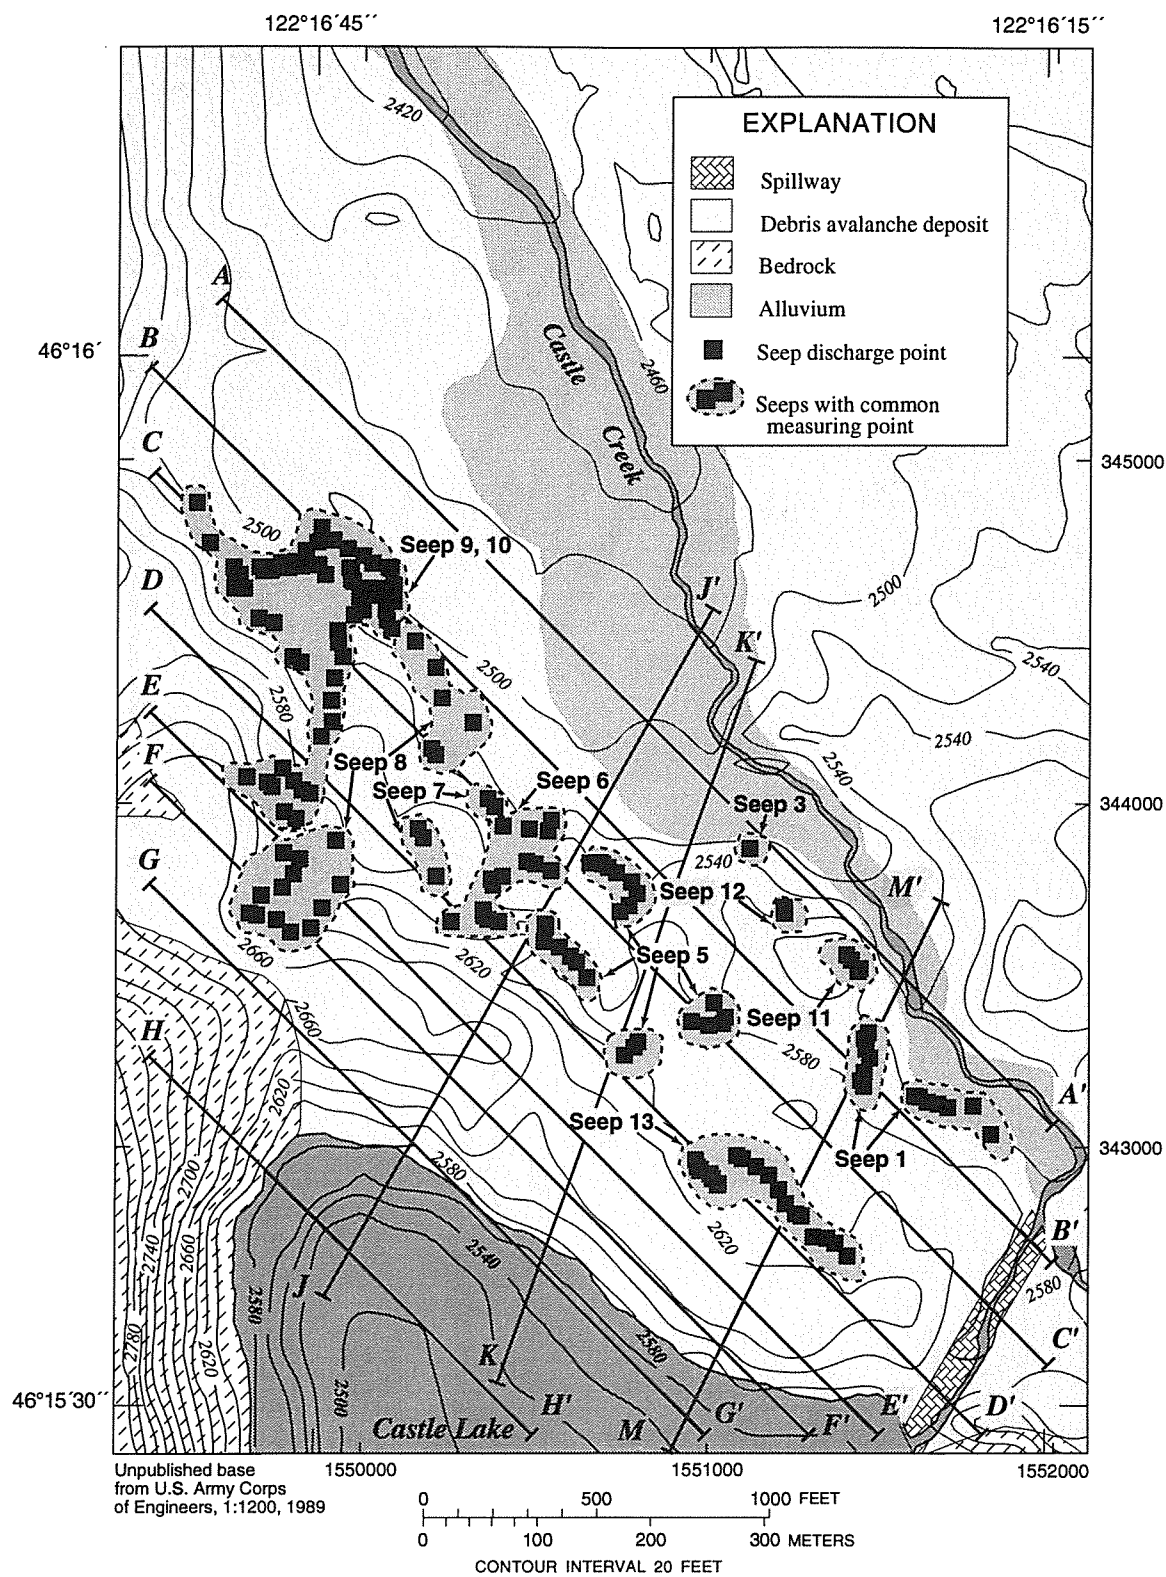 122°16´45´´
122°16´15´´
2420
EXPLANATION
Spillway
Debris avalanche deposit
Bedrock
Alluvium
Seep discharge point
Seeps with common
measuring point
A
B
46°16´
Castle
Creek
2460
C
345000
2500
Seep 9, 10
D
J'
2500
K'
2540
2500
E
2580
2540
F
Seep 8
Seep 6
2540
Seep 7
Seep 3
344000
G
2540
M'
Seep 12
2660
2620
Seep 5
Seep 11
2660
H
2580
2620
A'
Seep 13
343000
Seep 1
2580
2700
2620
B'
2740
2660
2540
2580
J
2580
2780
2620
2580
C'
K
2500
46°15´30´´
H'
G'
F'
E'
D'
Castle Lake
M
Unpublished base
from U.S. Army Corps
of Engineers, 1:1200, 1989
1550000
1551000
1552000
0 500 1000 FEET
0 100 200 300 METERS
CONTOUR INTERVAL 20 FEET